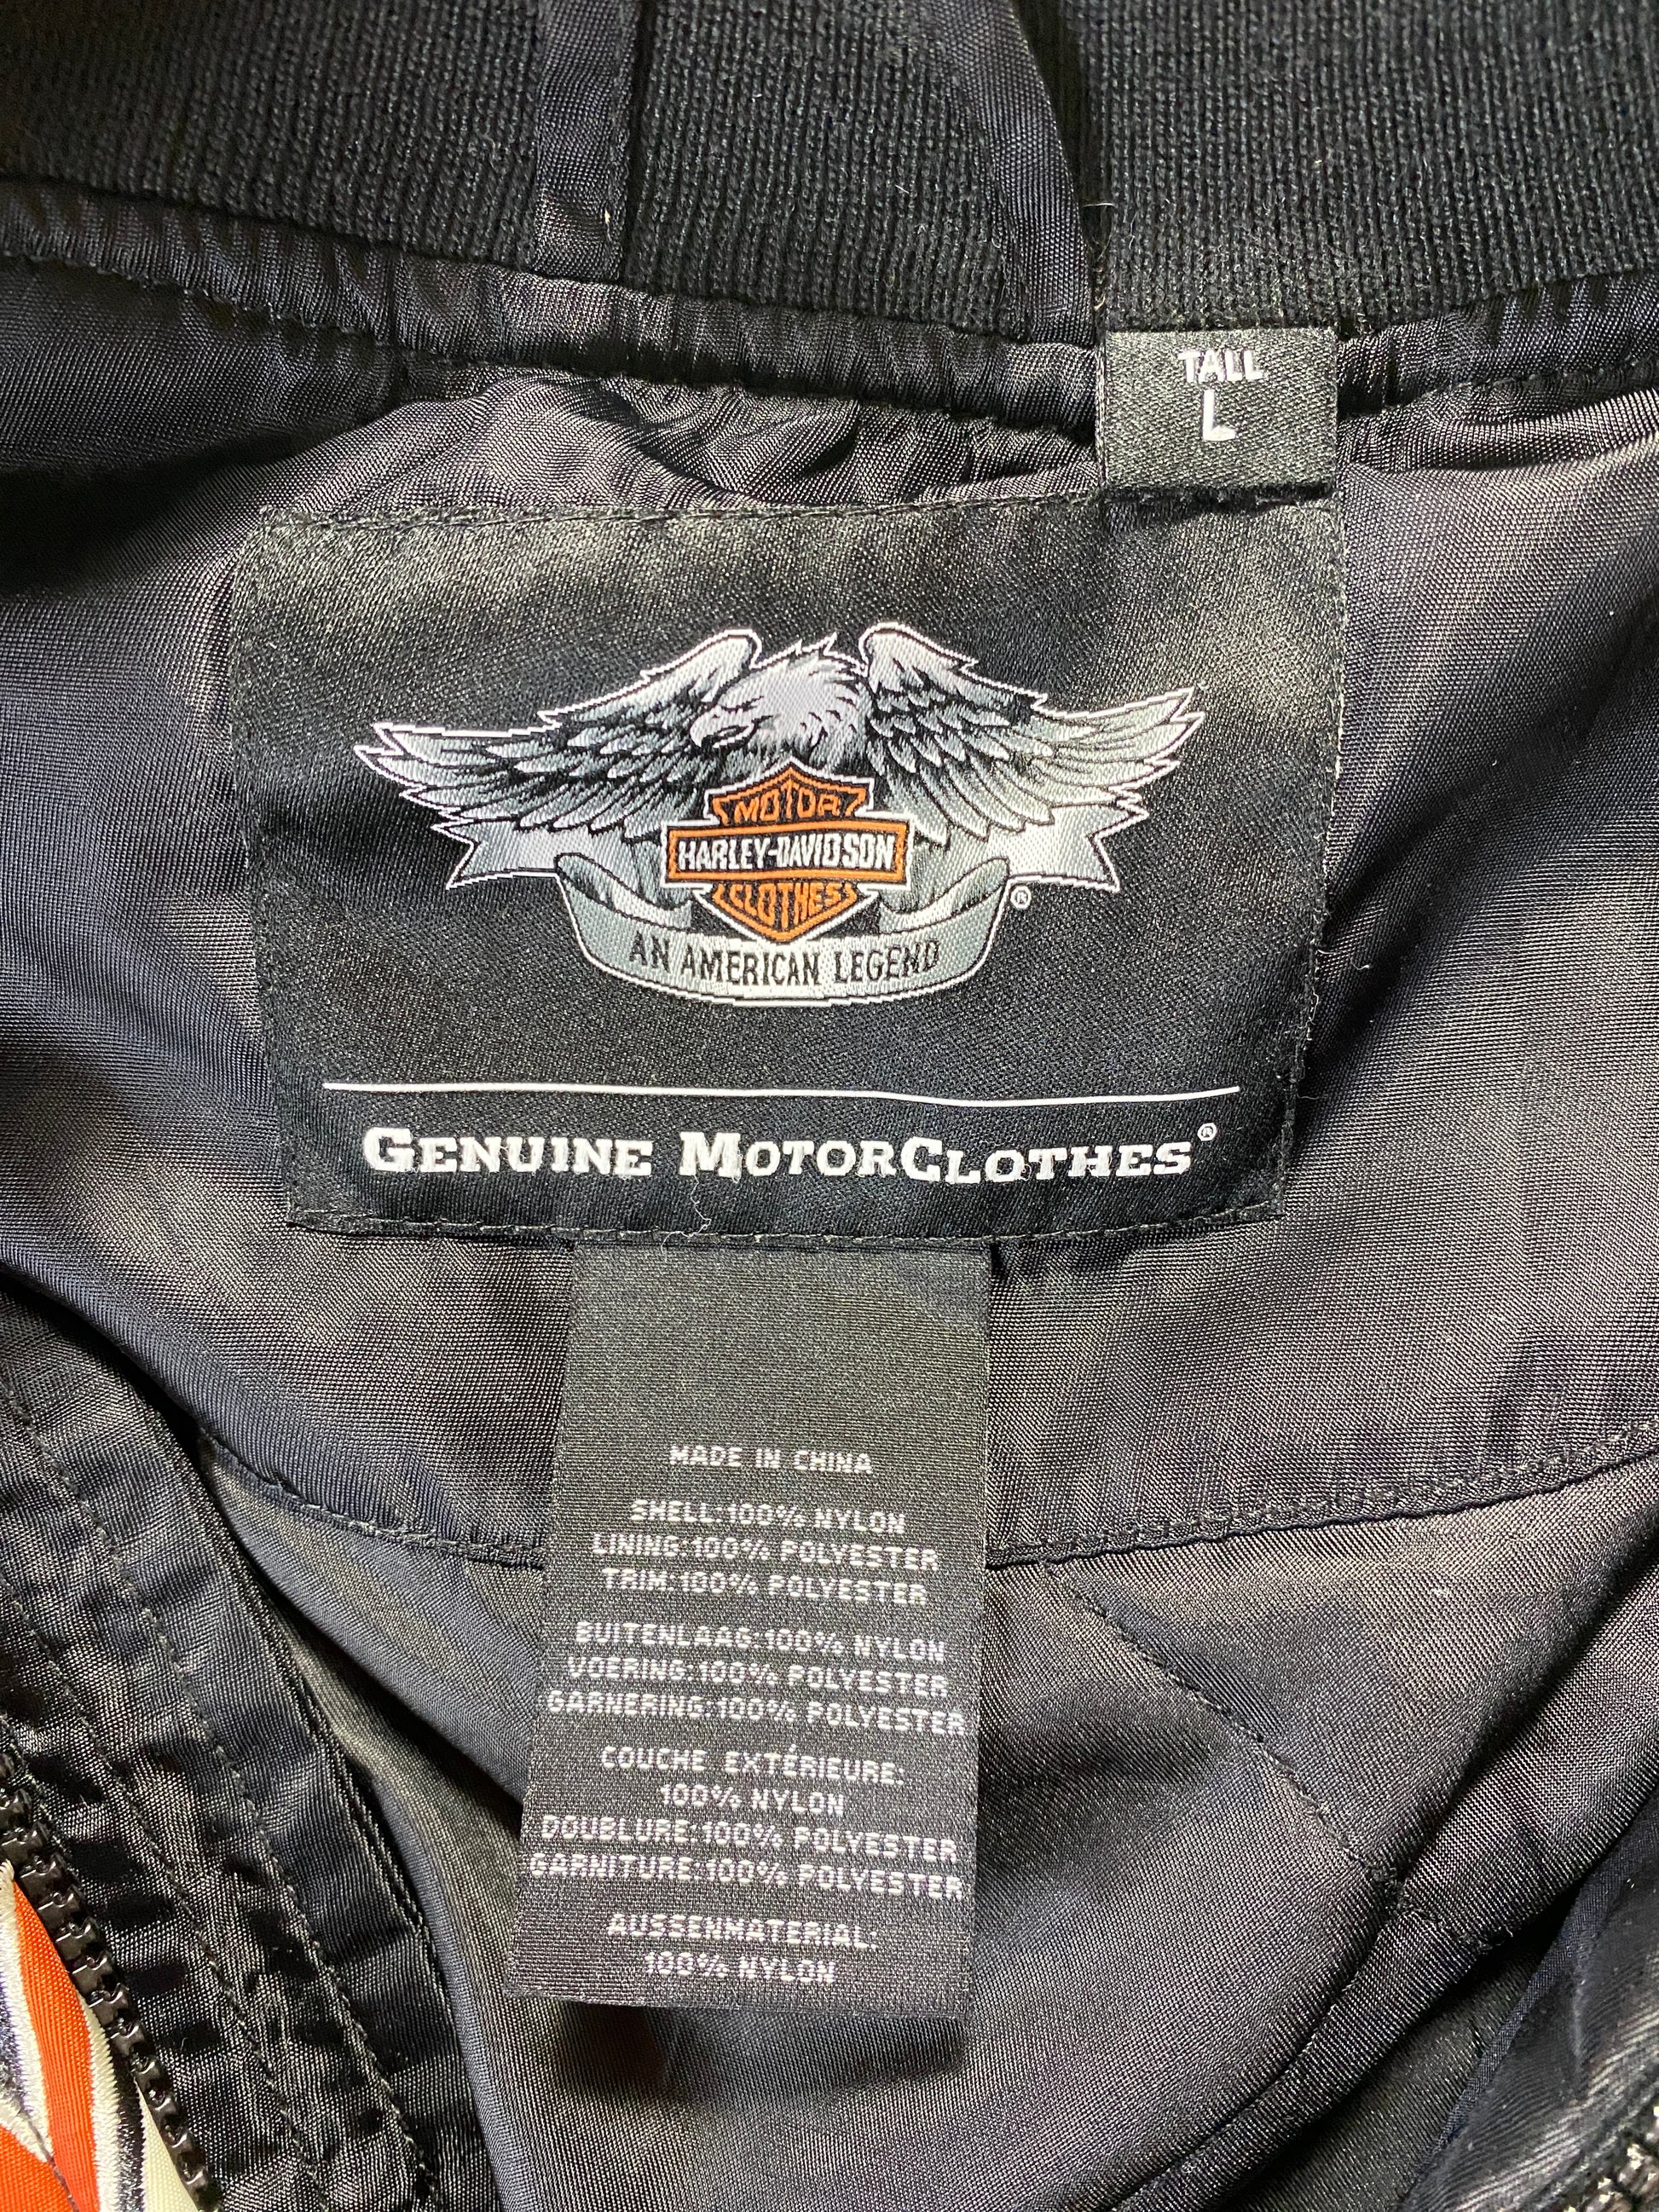 TALL
L
MOTOR
HARLEY-DAVIDSON
CLOTHES
®
AN AMERICAN LEGEND
GENUINE MOTORCLOTHES®
MADE IN CHINA
SHELL:100% NYLON
LINING:100% POLYESTER
TRIM:100% POLYESTER
BUITENLAAG:100% NYLON
VOERING:100% POLYESTER
GARNERING:100% POLYESTER
COUCHE EXTÉRIEURE:
100% NYLON
DOUBLURE:100% POLYESTER
GARNITURE:100% POLYESTER
AUSSENMATERIAL:
100% NYLON